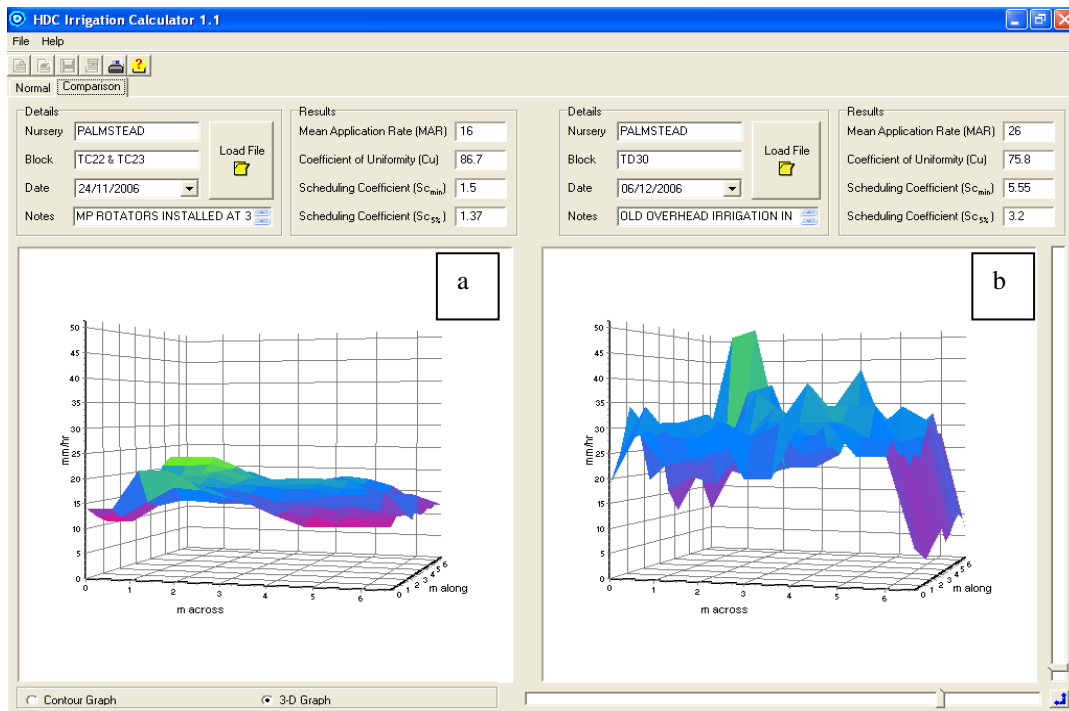 HDC Irrigation Calculator 1.1
File Help
Normal Comparison
Details
Nursery PALMSTEAD
Block TC22 & TC23
Date 24/11/2006
Notes MP ROTATORS INSTALLED AT 3
Load File
Results
Mean Application Rate (MAR) 16
Coefficient of Uniformity (Cu) 86.7
Scheduling Coefficient (Scmin) 1.5
Scheduling Coefficient (Sc5%) 1.37
Details
Nursery PALMSTEAD
Block TD30
Date 06/12/2006
Notes OLD OVERHEAD IRRIGATION IN
Load File
Results
Mean Application Rate (MAR) 26
Coefficient of Uniformity (Cu) 75.8
Scheduling Coefficient (Scmin) 5.55
Scheduling Coefficient (Sc5%) 3.2
a
50
45
40
35
30
25
20
15
10
5
0
mm/hr
0 1 2 3 4 5 6
m across
0 1 2 3 4 5 6
m along
b
50
45
40
35
30
25
20
15
10
5
0
mm/hr
0 1 2 3 4 5 6
m across
0 1 2 3 4 5 6
m along
Contour Graph 3-D Graph